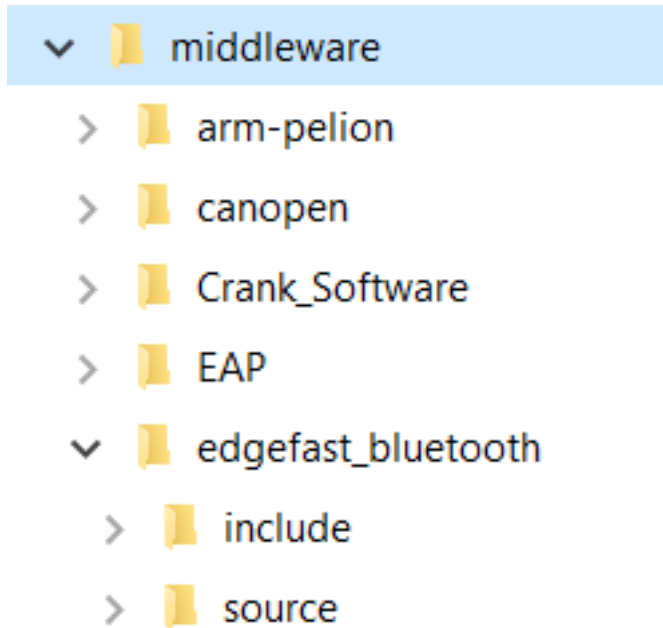 middleware
arm-pelion
canopen
Crank_Software
EAP
edgefast_bluetooth
include
source